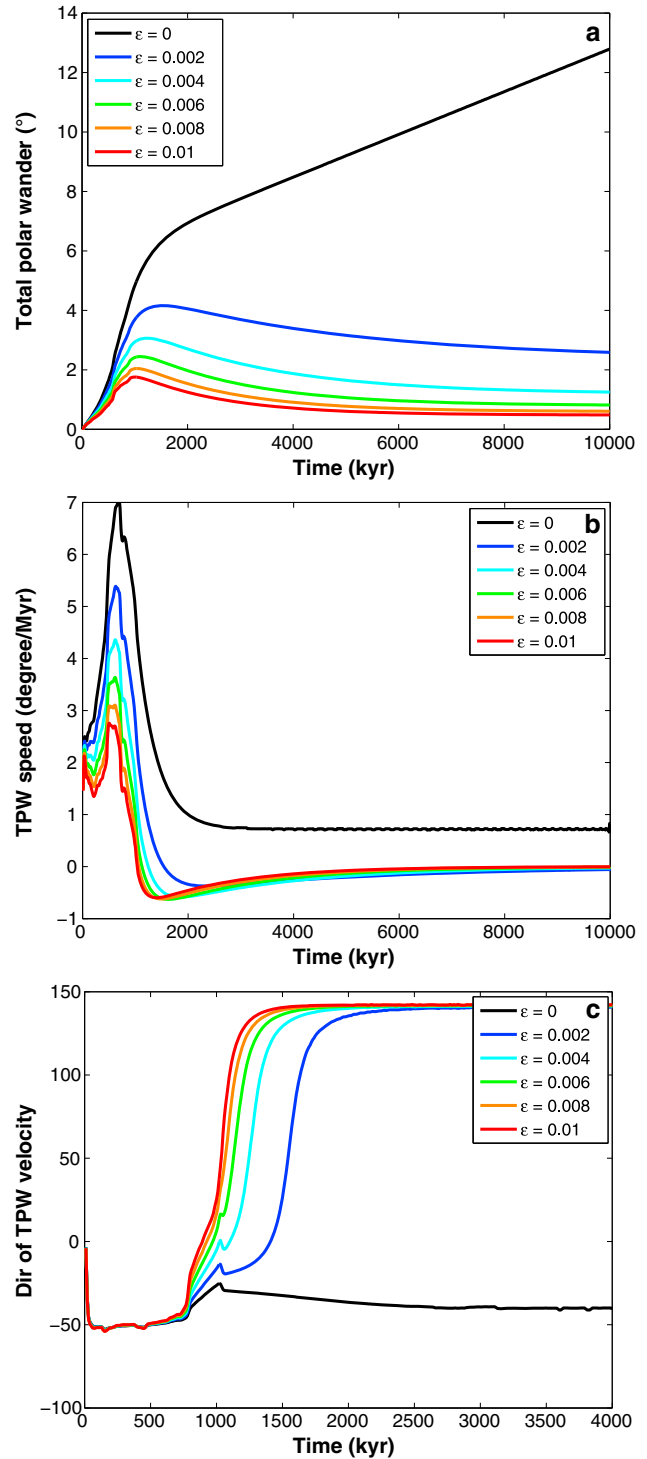 a
14
12
10
8
6
4
2
0
Total polar wander (°)
ε = 0
ε = 0.002
ε = 0.004
ε = 0.006
ε = 0.008
ε = 0.01
0 2000 4000 6000 8000 10000
Time (kyr)
b
7
6
5
4
3
2
1
0
−1
TPW speed (degree/Myr)
ε = 0
ε = 0.002
ε = 0.004
ε = 0.006
ε = 0.008
ε = 0.01
0 2000 4000 6000 8000 10000
Time (kyr)
c
150
100
50
0
−50
−100
Dir of TPW velocity
ε = 0
ε = 0.002
ε = 0.004
ε = 0.006
ε = 0.008
ε = 0.01
0 500 1000 1500 2000 2500 3000 3500 4000
Time (kyr)